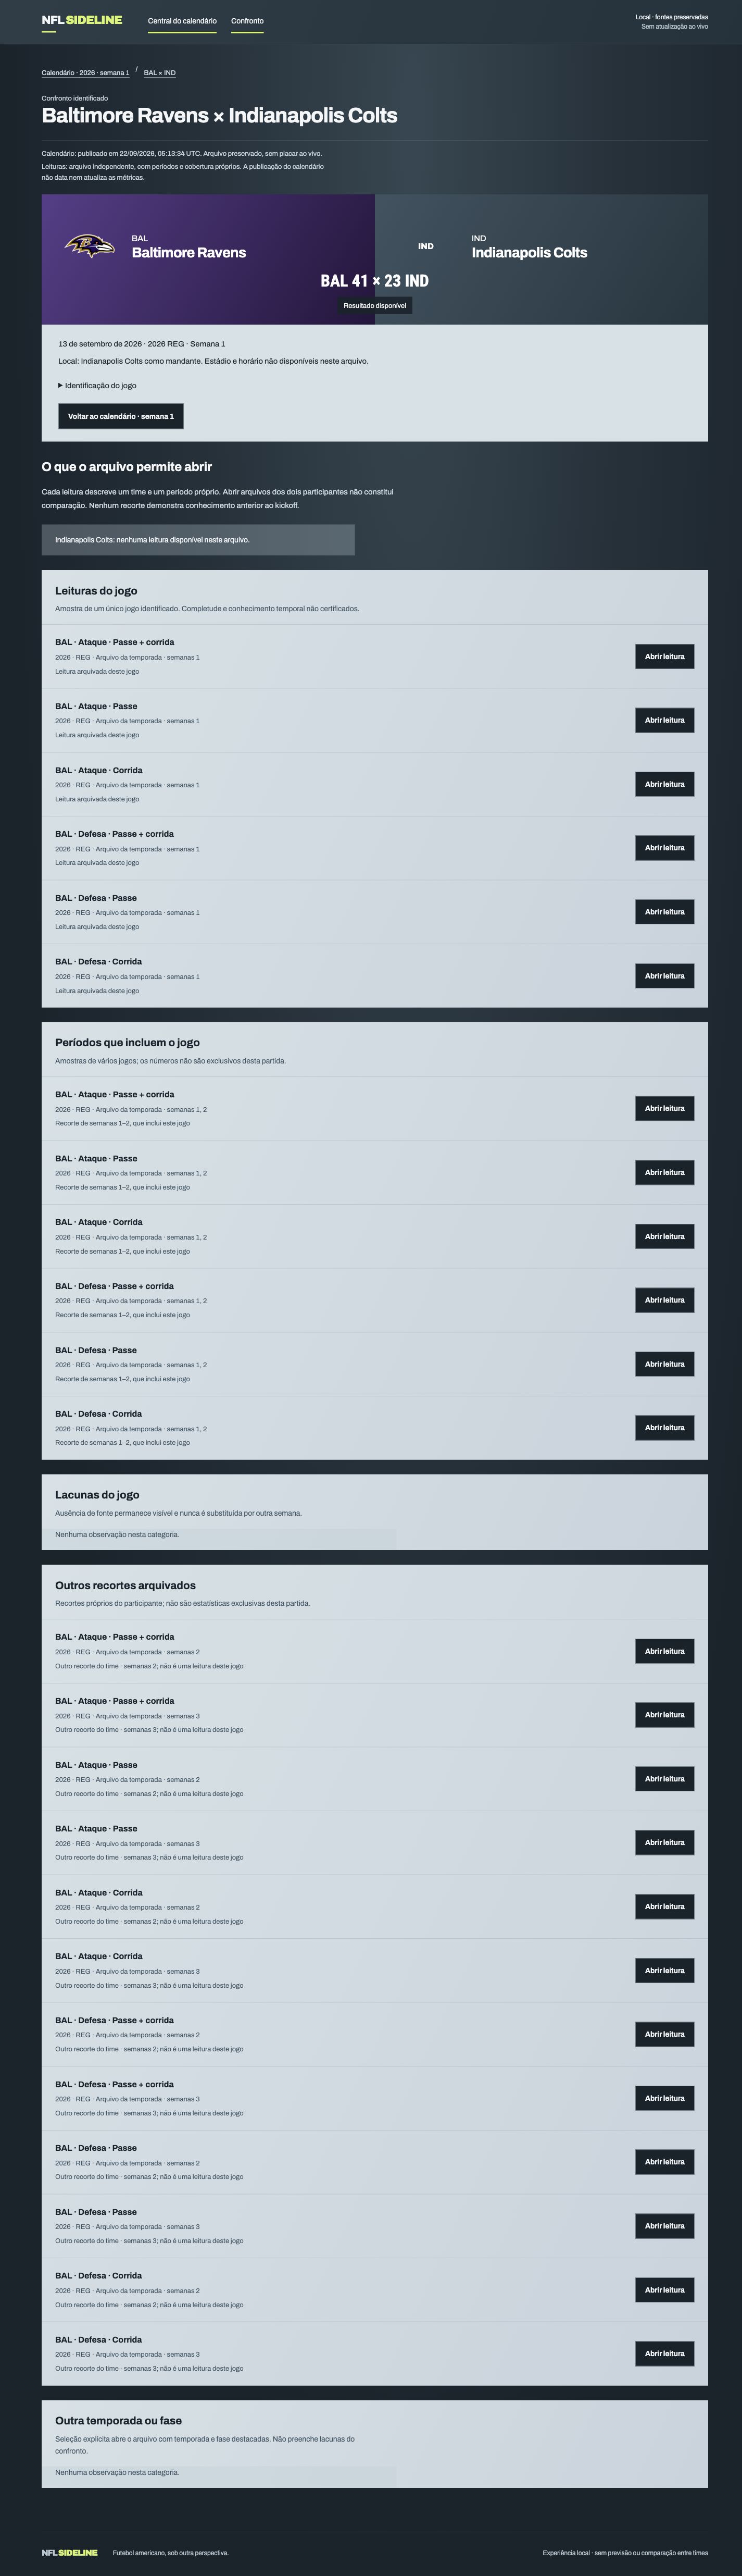 NFL SIDELINE
Central do calendário
Confronto
Local · fontes preservadas
Sem atualização ao vivo
Calendário · 2026 · semana 1 / BAL × IND
Confronto identificado
Baltimore Ravens × Indianapolis Colts
Calendário: publicado em 22/09/2026, 05:13:34 UTC. Arquivo preservado, sem placar ao vivo.
Leituras: arquivo independente, com períodos e cobertura próprios. A publicação do calendário
não data nem atualiza as métricas.
BAL
Baltimore Ravens
IND
IND
Indianapolis Colts
BAL 41 × 23 IND
Resultado disponível
13 de setembro de 2026 · 2026 REG · Semana 1
Local: Indianapolis Colts como mandante. Estádio e horário não disponíveis neste arquivo.
Identificação do jogo
Voltar ao calendário · semana 1
O que o arquivo permite abrir
Cada leitura descreve um time e um período próprio. Abrir arquivos dos dois participantes não constitui
comparação. Nenhum recorte demonstra conhecimento anterior ao kickoff.
Indianapolis Colts: nenhuma leitura disponível neste arquivo.
Leituras do jogo
Amostra de um único jogo identificado. Completude e conhecimento temporal não certificados.
BAL · Ataque · Passe + corrida
2026 · REG · Arquivo da temporada · semanas 1
Leitura arquivada deste jogo
Abrir leitura
BAL · Ataque · Passe
2026 · REG · Arquivo da temporada · semanas 1
Leitura arquivada deste jogo
Abrir leitura
BAL · Ataque · Corrida
2026 · REG · Arquivo da temporada · semanas 1
Leitura arquivada deste jogo
Abrir leitura
BAL · Defesa · Passe + corrida
2026 · REG · Arquivo da temporada · semanas 1
Leitura arquivada deste jogo
Abrir leitura
BAL · Defesa · Passe
2026 · REG · Arquivo da temporada · semanas 1
Leitura arquivada deste jogo
Abrir leitura
BAL · Defesa · Corrida
2026 · REG · Arquivo da temporada · semanas 1
Leitura arquivada deste jogo
Abrir leitura
Períodos que incluem o jogo
Amostras de vários jogos; os números não são exclusivos desta partida.
BAL · Ataque · Passe + corrida
2026 · REG · Arquivo da temporada · semanas 1, 2
Recorte de semanas 1–2, que inclui este jogo
Abrir leitura
BAL · Ataque · Passe
2026 · REG · Arquivo da temporada · semanas 1, 2
Recorte de semanas 1–2, que inclui este jogo
Abrir leitura
BAL · Ataque · Corrida
2026 · REG · Arquivo da temporada · semanas 1, 2
Recorte de semanas 1–2, que inclui este jogo
Abrir leitura
BAL · Defesa · Passe + corrida
2026 · REG · Arquivo da temporada · semanas 1, 2
Recorte de semanas 1–2, que inclui este jogo
Abrir leitura
BAL · Defesa · Passe
2026 · REG · Arquivo da temporada · semanas 1, 2
Recorte de semanas 1–2, que inclui este jogo
Abrir leitura
BAL · Defesa · Corrida
2026 · REG · Arquivo da temporada · semanas 1, 2
Recorte de semanas 1–2, que inclui este jogo
Abrir leitura
Lacunas do jogo
Ausência de fonte permanece visível e nunca é substituída por outra semana.
Nenhuma observação nesta categoria.
Outros recortes arquivados
Recortes próprios do participante; não são estatísticas exclusivas desta partida.
BAL · Ataque · Passe + corrida
2026 · REG · Arquivo da temporada · semanas 2
Outro recorte do time · semanas 2; não é uma leitura deste jogo
Abrir leitura
BAL · Ataque · Passe + corrida
2026 · REG · Arquivo da temporada · semanas 3
Outro recorte do time · semanas 3; não é uma leitura deste jogo
Abrir leitura
BAL · Ataque · Passe
2026 · REG · Arquivo da temporada · semanas 2
Outro recorte do time · semanas 2; não é uma leitura deste jogo
Abrir leitura
BAL · Ataque · Passe
2026 · REG · Arquivo da temporada · semanas 3
Outro recorte do time · semanas 3; não é uma leitura deste jogo
Abrir leitura
BAL · Ataque · Corrida
2026 · REG · Arquivo da temporada · semanas 2
Outro recorte do time · semanas 2; não é uma leitura deste jogo
Abrir leitura
BAL · Ataque · Corrida
2026 · REG · Arquivo da temporada · semanas 3
Outro recorte do time · semanas 3; não é uma leitura deste jogo
Abrir leitura
BAL · Defesa · Passe + corrida
2026 · REG · Arquivo da temporada · semanas 2
Outro recorte do time · semanas 2; não é uma leitura deste jogo
Abrir leitura
BAL · Defesa · Passe + corrida
2026 · REG · Arquivo da temporada · semanas 3
Outro recorte do time · semanas 3; não é uma leitura deste jogo
Abrir leitura
BAL · Defesa · Passe
2026 · REG · Arquivo da temporada · semanas 2
Outro recorte do time · semanas 2; não é uma leitura deste jogo
Abrir leitura
BAL · Defesa · Passe
2026 · REG · Arquivo da temporada · semanas 3
Outro recorte do time · semanas 3; não é uma leitura deste jogo
Abrir leitura
BAL · Defesa · Corrida
2026 · REG · Arquivo da temporada · semanas 2
Outro recorte do time · semanas 2; não é uma leitura deste jogo
Abrir leitura
BAL · Defesa · Corrida
2026 · REG · Arquivo da temporada · semanas 3
Outro recorte do time · semanas 3; não é uma leitura deste jogo
Abrir leitura
Outra temporada ou fase
Seleção explícita abre o arquivo com temporada e fase destacadas. Não preenche lacunas do
confronto.
Nenhuma observação nesta categoria.
NFL SIDELINE
Futebol americano, sob outra perspectiva.
Experiência local · sem previsão ou comparação entre times